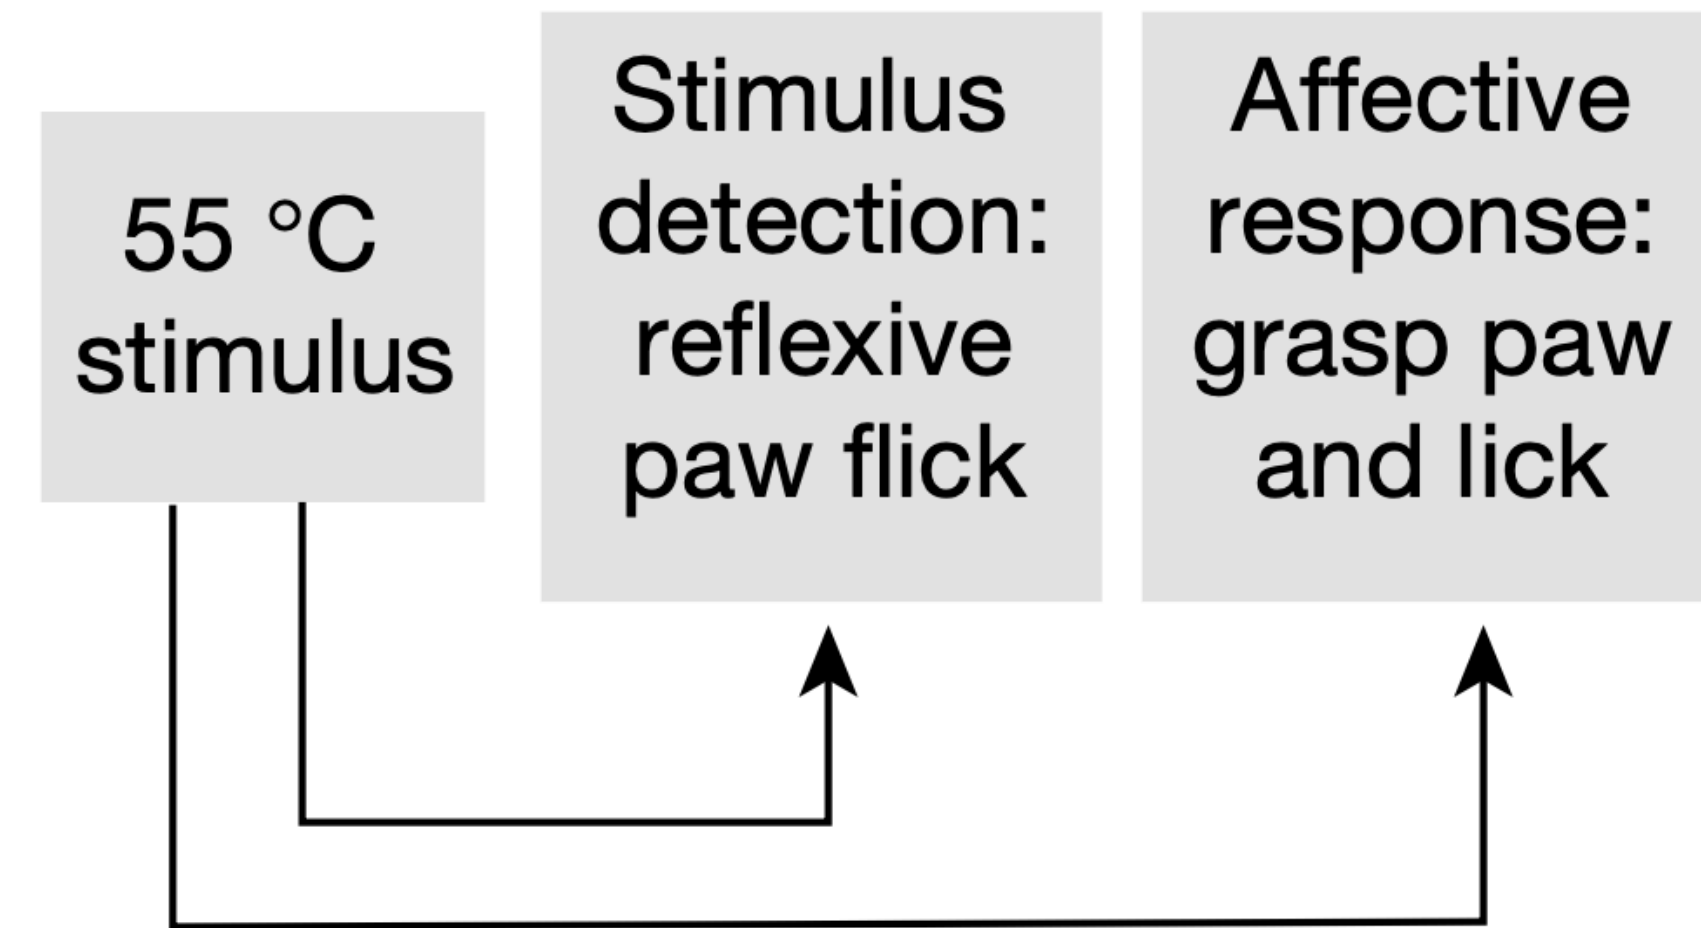 55 °C
stimulus
Stimulus
detection:
reflexive
paw flick
Affective
response:
grasp paw
and lick